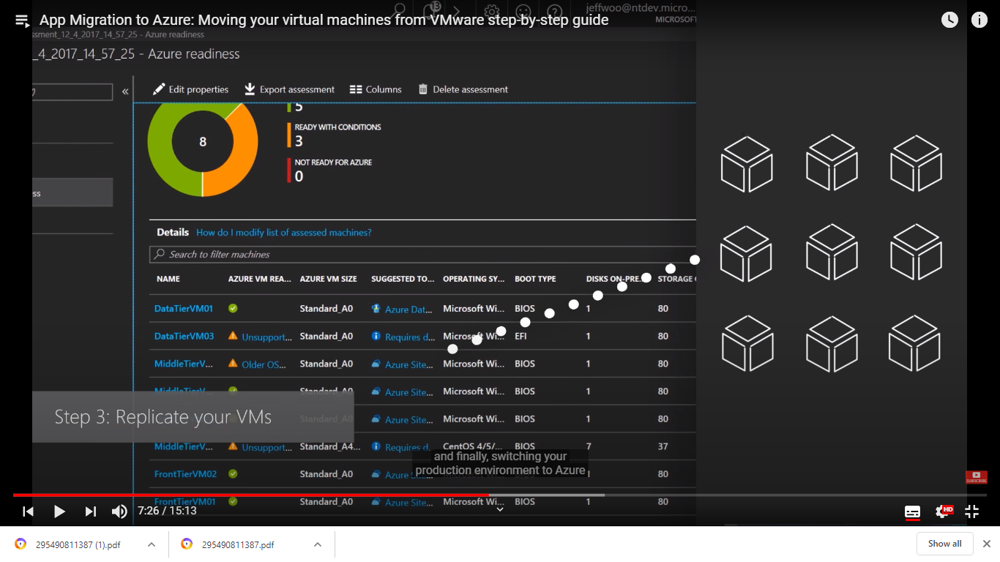 App Migration to Azure: Moving your virtual machines from VMware step-by-step guide
13
jeffwoo@ntdev.micro...
MICROSOFT
ssment_12_4_2017_14_57_25 - Azure readiness
_4_2017_14_57_25 - Azure readiness
Edit properties Export assessment Columns Delete assessment
5
READY WITH CONDITIONS
8 3
NOT READY FOR AZURE
0
ss
Details How do I modify list of assessed machines?
Search to filter machines
NAME AZURE VM REA... AZURE VM SIZE SUGGESTED TO... OPERATING SY... BOOT TYPE DISKS ON-PRE... STORAGE
DataTierVM01 Standard_A0 Azure Dat... Microsoft Wi... BIOS 1 80
DataTierVM03 Unsupport... Standard_A0 Requires d... Microsoft Wi... EFI 1 80
MiddleTierV... Older OS... Standard_A0 Azure Site... Microsoft Wi... BIOS 1 80
MiddleTierV... Standard_A0 Azure Site... Microsoft Wi... BIOS 1 80
Standard_A0 Azure Site... Microsoft Wi... BIOS 1 80
Step 3: Replicate your VMs
MiddleTierV... Unsupport... Standard_A4... Requires d... CentOS 4/5/... BIOS 7 37
and finally, switching your
production environment to Azure
FrontTierVM02 Standard_A0 Azure 1 80
FrontTierVM01 Standard_A0 Azure Site... Microsoft Wi... BIOS 1 80
SUBSCRIBE
7:26 / 15:13
HD
295490811387 (1).pdf 295490811387.pdf Show all